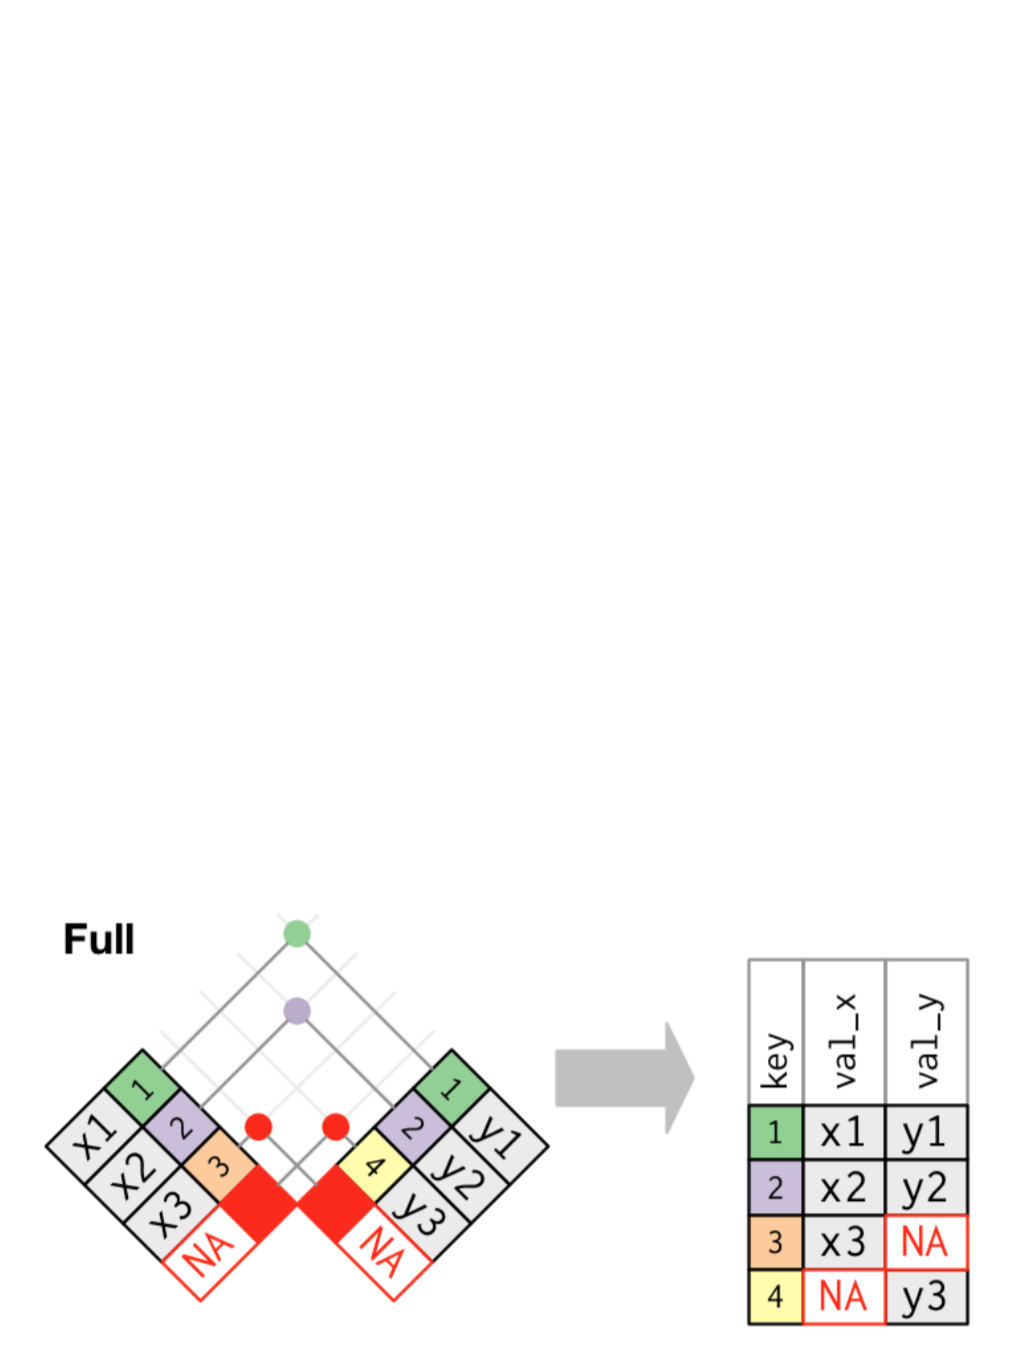 Full
1 1
x1 2 2 y1
x2 3 4 y2
x3 y3
NA NA
key val_x val_y
1 x1 y1
2 x2 y2
3 x3 NA
4 NA y3